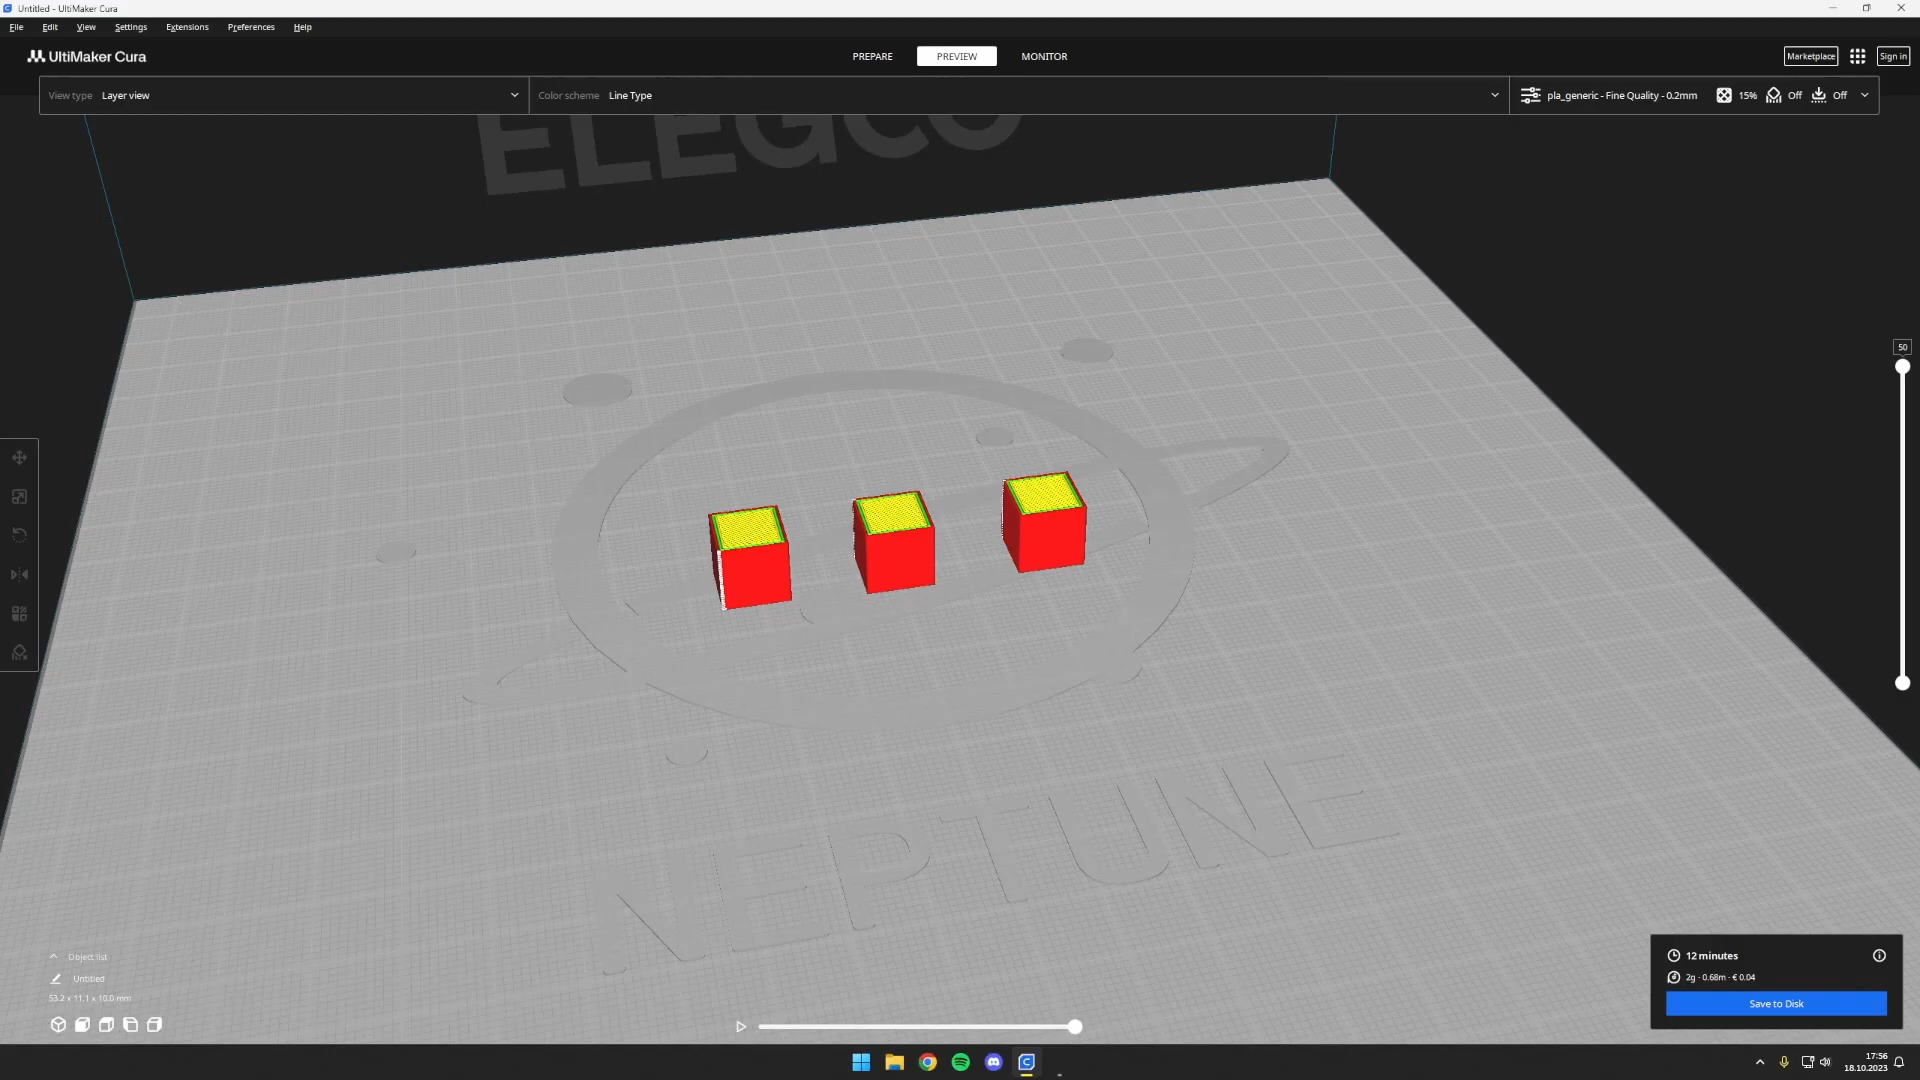 Untitled - UltiMaker Cura
File Edit View Settings Extensions Preferences Help
UltiMaker Cura
PREPARE PREVIEW MONITOR
Marketplace
Sign in
View type Layer view
Color scheme Line Type
pla_generic - Fine Quality - 0.2mm 15% Off Off
ELEGCO
50
NEPTUNE
Object list
Untitled
53.2 x 11.1 x 10.0 mm
12 minutes
2g · 0.68m · € 0.04
Save to Disk
17:56
18.10.2023